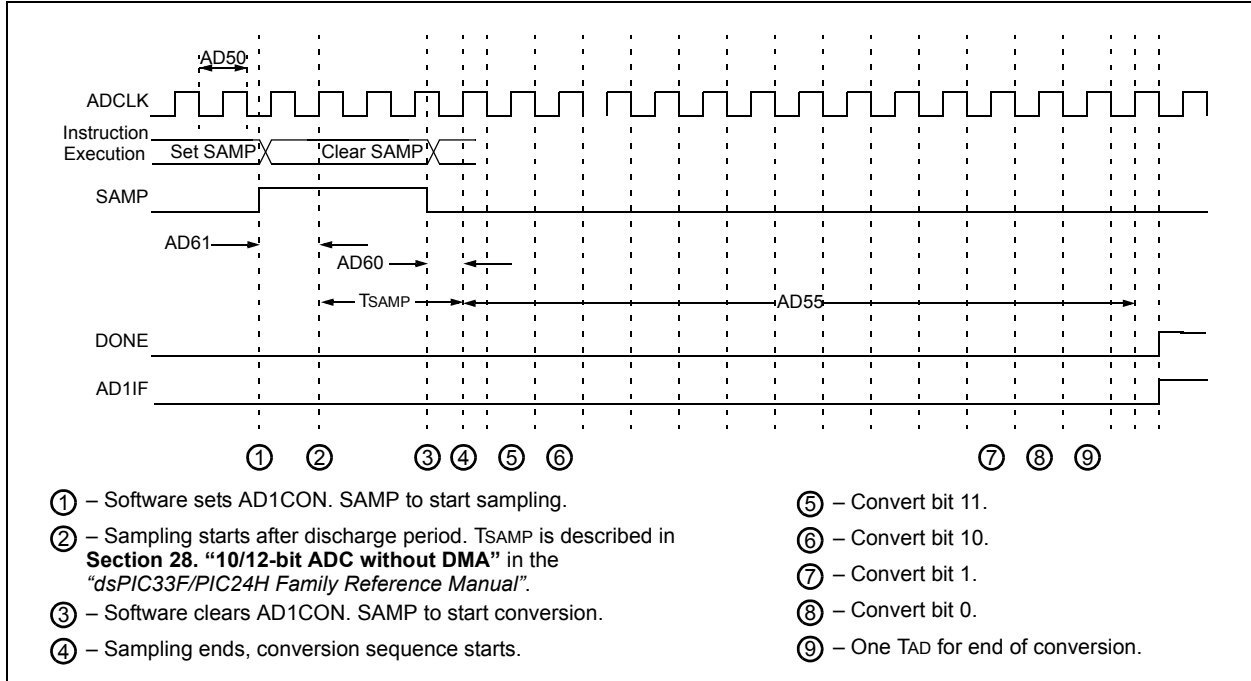 AD50
ADCLK
Instruction
Execution
Set SAMP
Clear SAMP
SAMP
AD61
AD60
TSAMP
AD55
DONE
AD1IF
1 2 3 4 5 6 7 8 9
1 – Software sets AD1CON. SAMP to start sampling.
2 – Sampling starts after discharge period. TSAMP is described in
Section 28. “10/12-bit ADC without DMA” in the
“dsPIC33F/PIC24H Family Reference Manual”.
3 – Software clears AD1CON. SAMP to start conversion.
4 – Sampling ends, conversion sequence starts.
5 – Convert bit 11.
6 – Convert bit 10.
7 – Convert bit 1.
8 – Convert bit 0.
9 – One TAD for end of conversion.